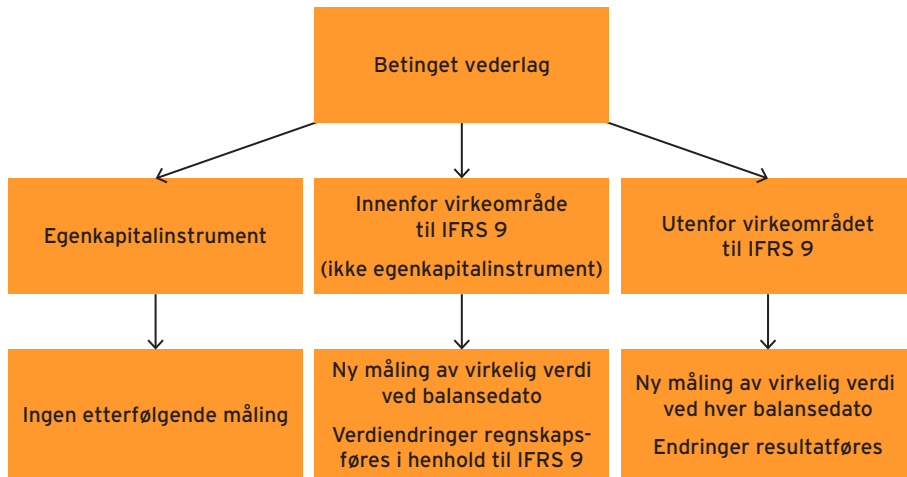 Betinget vederlag
Egenkapitalinstrument
Innenfor virkeområde
til IFRS 9
(ikke egenkapitalinstrument)
Utenfor virkeområdet
til IFRS 9
Ingen etterfølgende måling
Ny måling av virkelig verdi
ved balansedato
Verdiendringer regnskaps-
føres i henhold til IFRS 9
Ny måling av virkelig verdi
ved hver balansedato
Endringer resultatføres